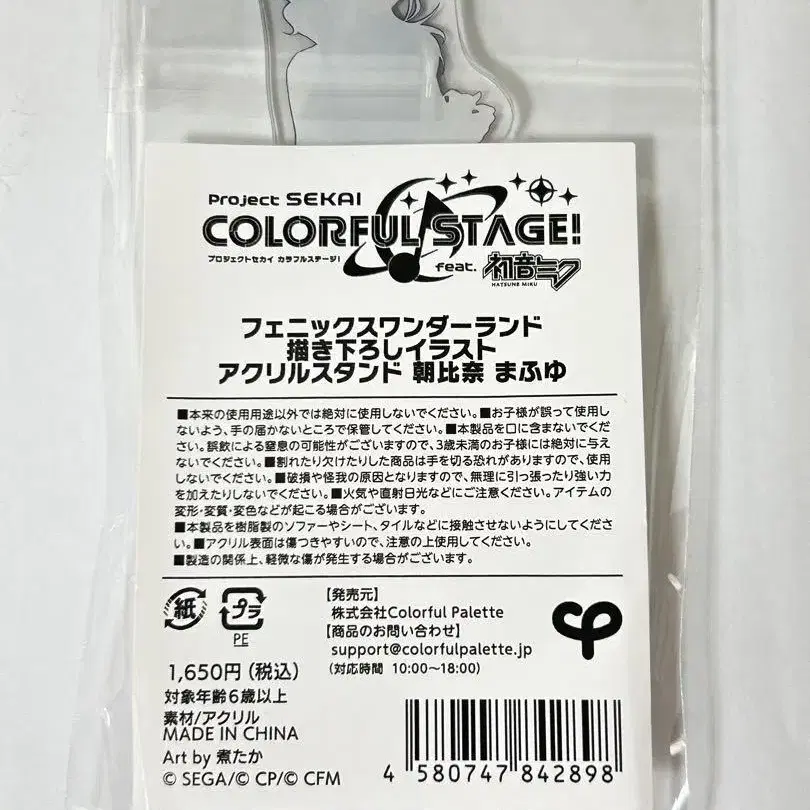 Project SEKAI
COLORFUL STAGE!
プロジェクトセカイ カラフルステージ!
feat. 初音ミク
HATSUNE MIKU
フェニックスワンダーランド
描き下ろしイラスト
アクリルスタンド 朝比奈 まふゆ
■本来の使用用途以外では絶対に使用しないでください。■お子様が誤って使用し
ないよう、手の届かないところで保管してください。■本製品を口に含まないでくだ
さい。誤飲による窒息の可能性がございますので、3歳未満のお子様には絶対に与え
ないでください。■割れたり欠けたりした商品は手を切る恐れがありますので、使用
しないでください。■破損や怪我の原因となりますので、無理に引っ張ったり強い力
を加えたりしないでください。■火気や直射日光などにご注意ください。アイテムの
変形・変質・変色などが起こる場合がございます。
■本製品を樹脂製のソファーやシート、タイルなどに接触させないようにしてくださ
い。■アクリル表面は傷つきやすいので、注意の上使用してください。
■製造の関係上、軽微な傷が発生する場合がございます。
紙
プラ
PE
【発売元】
株式会社Colorful Palette
【商品のお問い合わせ】
support@colorfulpalette.jp
(対応時間 10:00~18:00)
cp
1,650円(税込)
対象年齢6歳以上
素材/アクリル
MADE IN CHINA
Art by 煮たか
© SEGA/© CP/© CFM
4 580747 842898